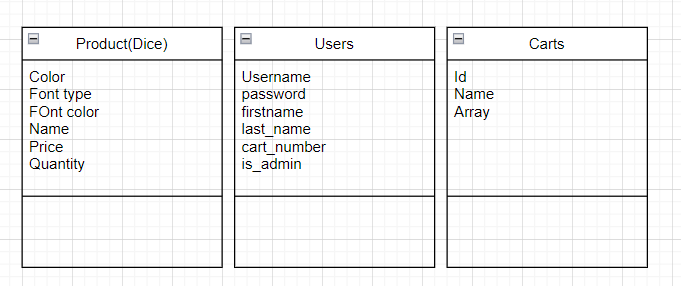 Product(Dice)
Color
Font type
FOnt color
Name
Price
Quantity
Users
Username
password
firstname
last_name
cart_number
is_admin
Carts
Id
Name
Array